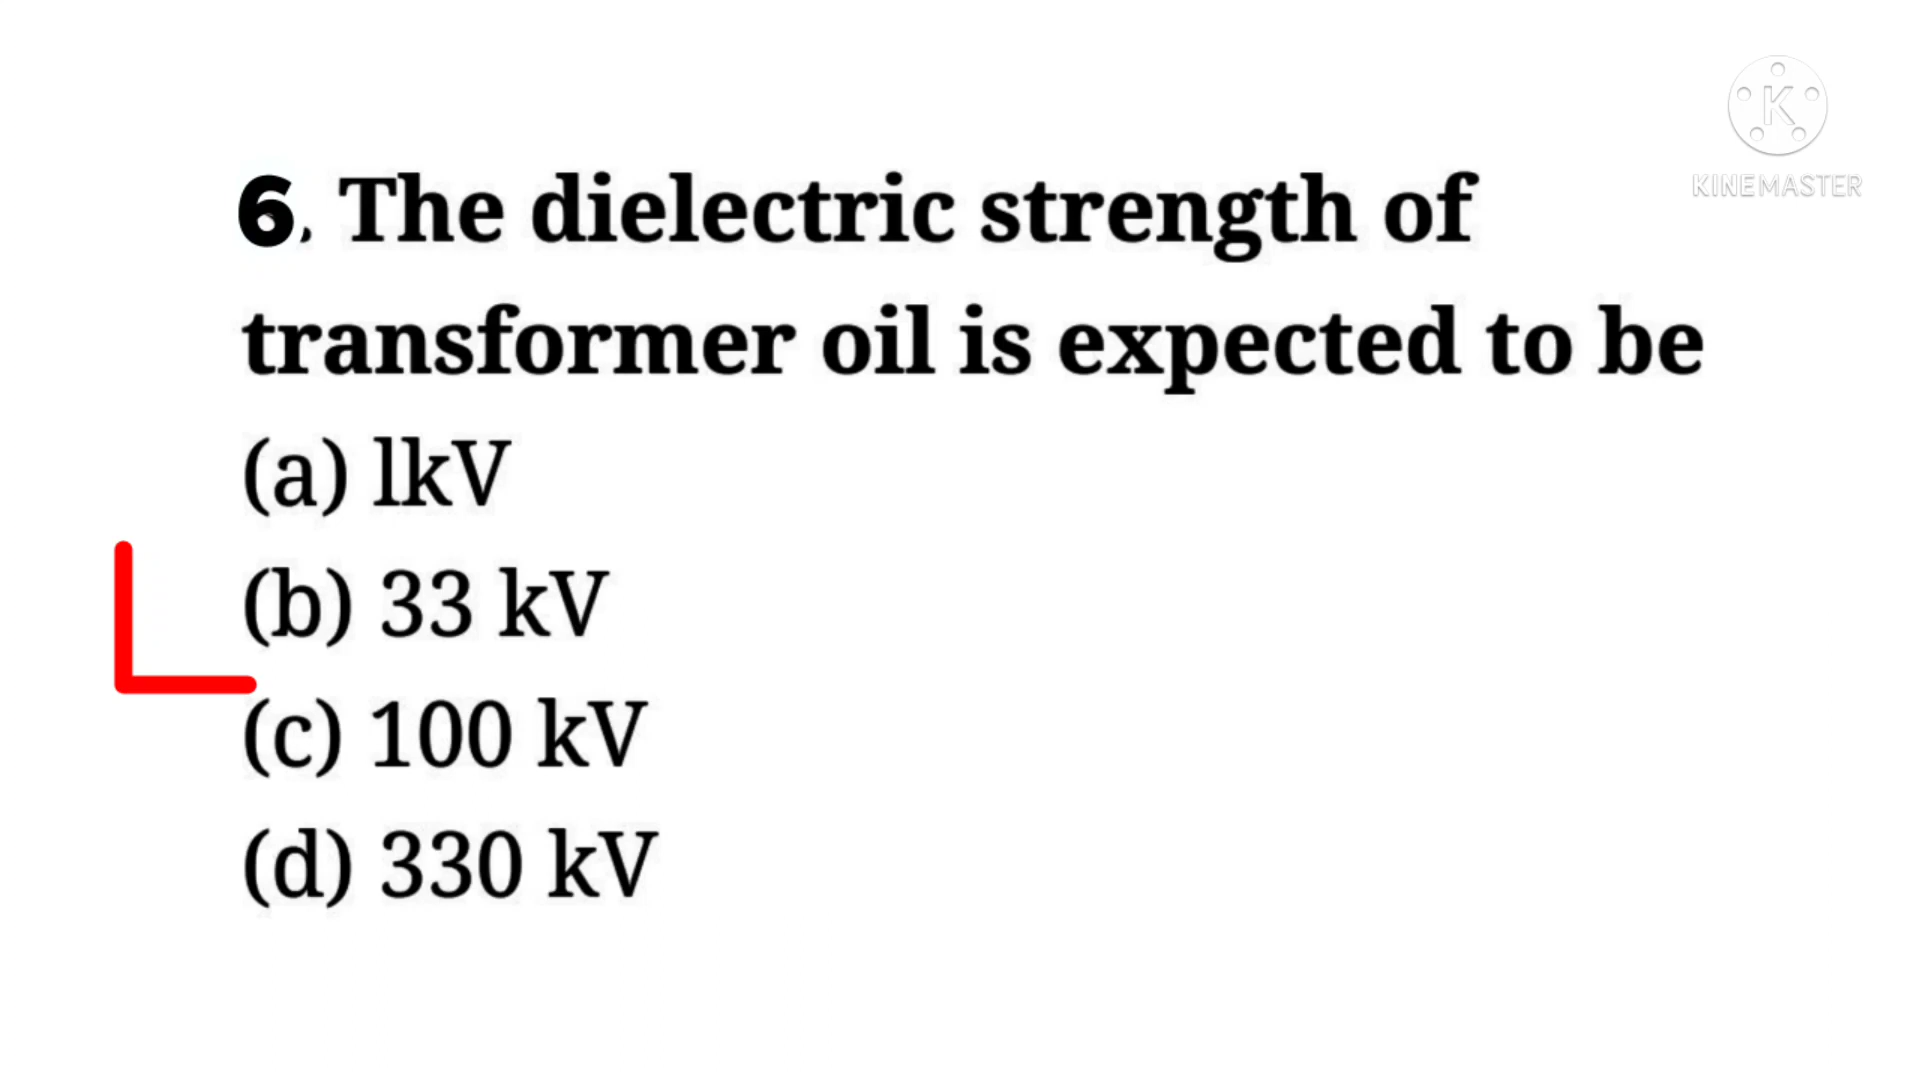 K
KINEMASTER
6. The dielectric strength of
transformer oil is expected to be
(a) lkV
(b) 33 kV
(c) 100 kV
(d) 330 kV